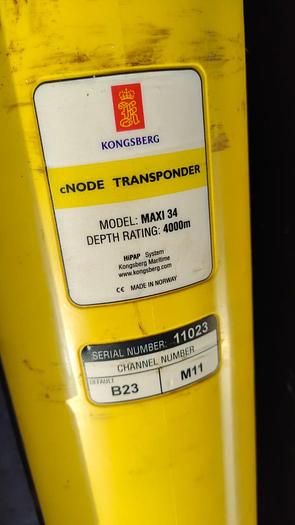 KONGSBERG
cNODE TRANSPONDER
MODEL: MAXI 34
DEPTH RATING: 4000m
HiPAP System
Kongsberg Maritime
www.kongsberg.com
CE MADE IN NORWAY
SERIAL NUMBER: 11023
CHANNEL NUMBER
DEFAULT
B23 M11